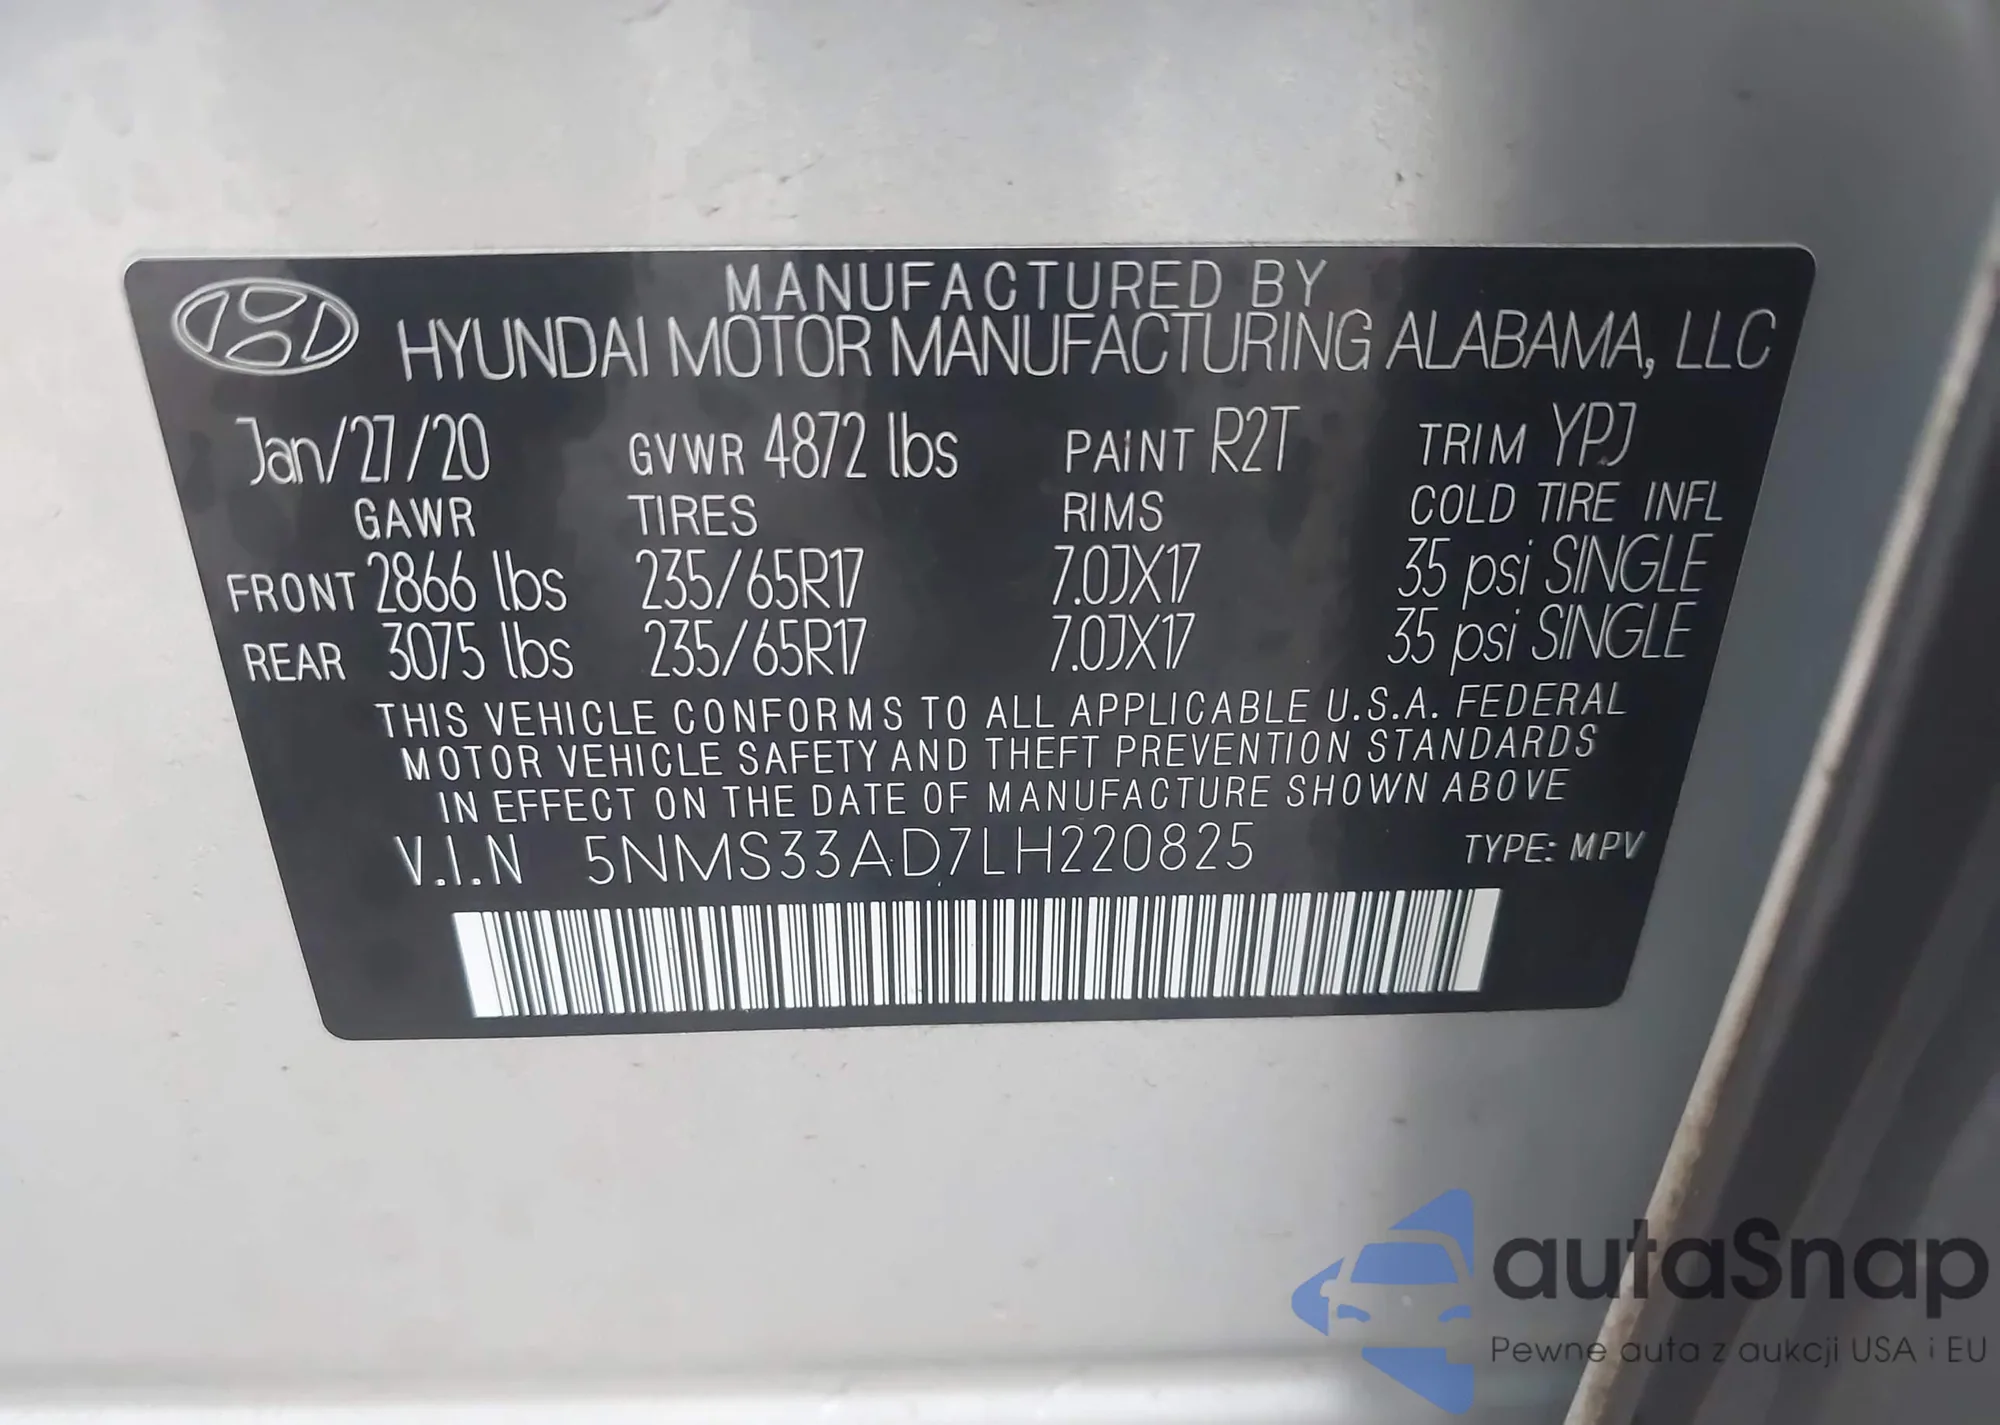 MANUFACTURED BY
HYUNDAI MOTOR MANUFACTURING ALABAMA, LLC
Jan/27/20 GVWR 4872 lbs PAINT R2T TRIM YPJ
GAWR TIRES RIMS COLD TIRE INFL
FRONT 2866 lbs 235/65R17 7.0JX17 35 psi SINGLE
REAR 3075 lbs 235/65R17 7.0JX17 35 psi SINGLE
THIS VEHICLE CONFORMS TO ALL APPLICABLE U.S.A. FEDERAL
MOTOR VEHICLE SAFETY AND THEFT PREVENTION STANDARDS
IN EFFECT ON THE DATE OF MANUFACTURE SHOWN ABOVE
V.I.N 5NMS33AD7LH220825 TYPE: MPV
autaSnap
Pewne auta z aukcji USA i EU